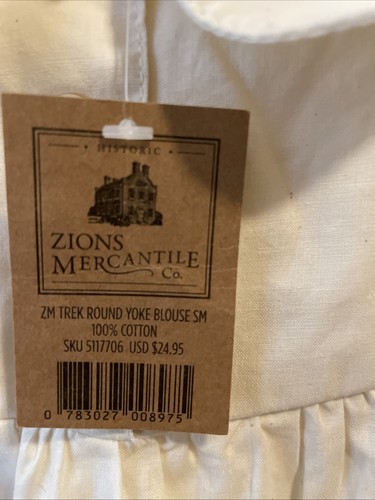 • HISTORIC •
ZIONS
MERCANTILE
Co.
ZM TREK ROUND YOKE BLOUSE SM
100% COTTON
SKU 5117706 USD $24.95
0 783027 008975